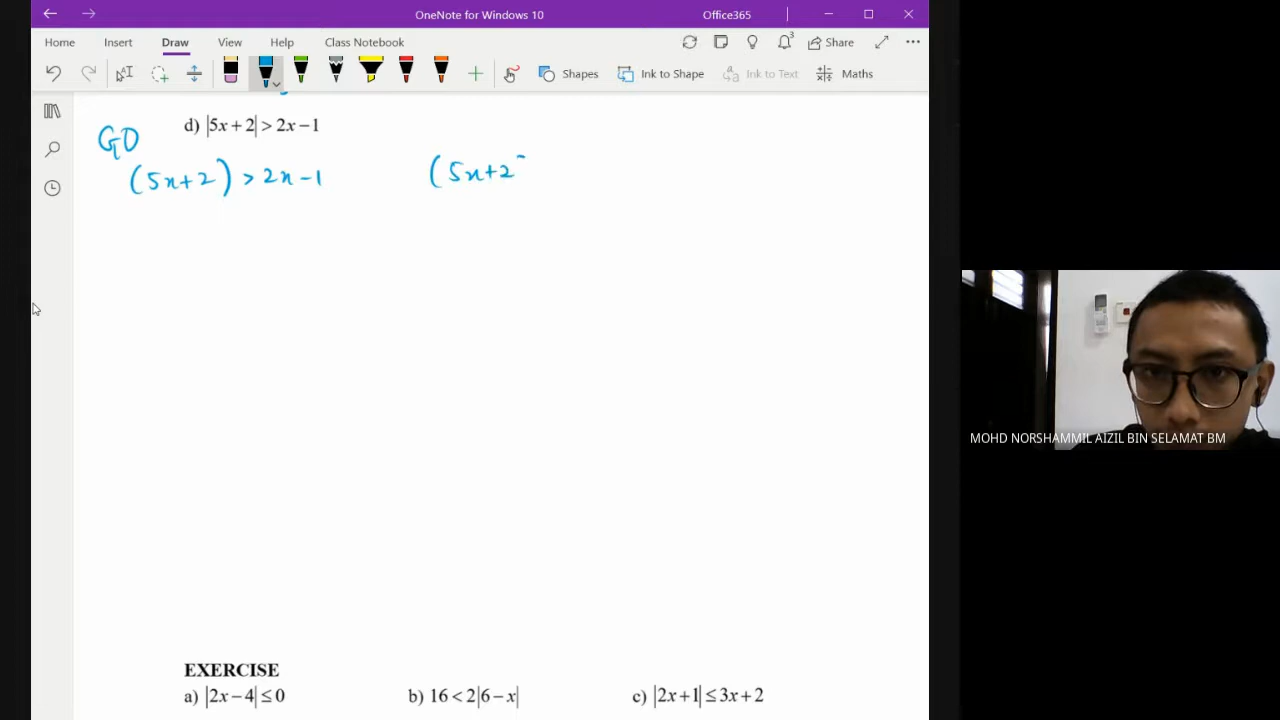 OneNote for Windows 10
Office365
Home Insert Draw View Help Class Notebook
Share
Shapes Ink to Shape Ink to Text Maths
d) |5x + 2| > 2x − 1
GO
(5x+2) > 2x −1 (5x+2
EXERCISE
a) |2x − 4| ≤ 0 b) 16 < 2|6 − x| c) |2x + 1| ≤ 3x + 2
MOHD NORSHAMMIL AIZIL BIN SELAMAT BM